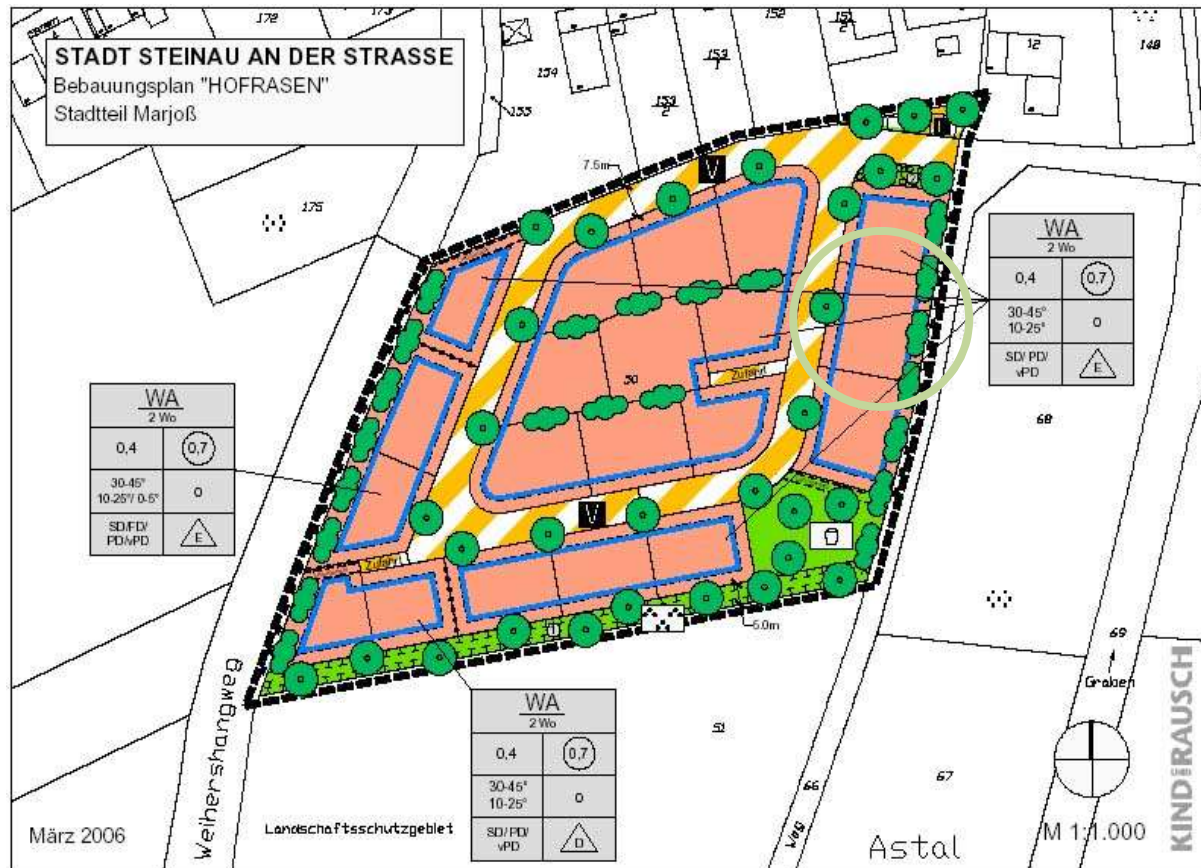 172
173
152
151
2
STADT STEINAU AN DER STRASSE
Bebauungsplan "HOFRASEN"
Stadtteil Marjoß
154
155
153
1
153
2
12
148
175
7.5m
V
WA
2 Wo
0,4
0,7
30-45°
10-25°
o
SD/ PD/
vPD
E
50
Zufahrt
68
WA
2 Wo
0,4
0,7
30-45°
10-25°/ 0-5°
o
SD/FD/
PD/vPD
E
V
Zufahrt
5.0m
69
Graben
WA
2 Wo
0,4
0,7
30-45°
10-25°
o
SD/ PD/
vPD
D
51
66
67
Weihershangweg
Weg
Landschaftsschutzgebiet
März 2006
Astal
M 1:1.000
KIND RAUSCH